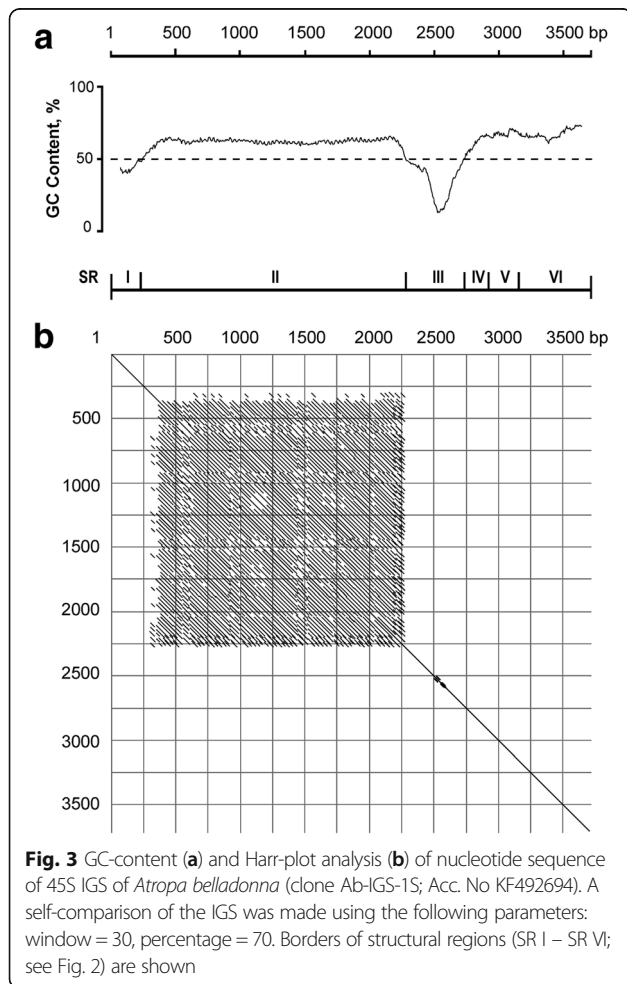 a
1 500 1000 1500 2000 2500 3000 3500 bp
100
50
0
GC Content, %
SR I II III IV V VI
b
1 500 1000 1500 2000 2500 3000 3500 bp
500
1000
1500
2000
2500
3000
3500
Fig. 3 GC-content (a) and Harr-plot analysis (b) of nucleotide sequence
of 45S IGS of Atropa belladonna (clone Ab-IGS-1S; Acc. No KF492694). A
self-comparison of the IGS was made using the following parameters:
window = 30, percentage = 70. Borders of structural regions (SR I – SR VI;
see Fig. 2) are shown